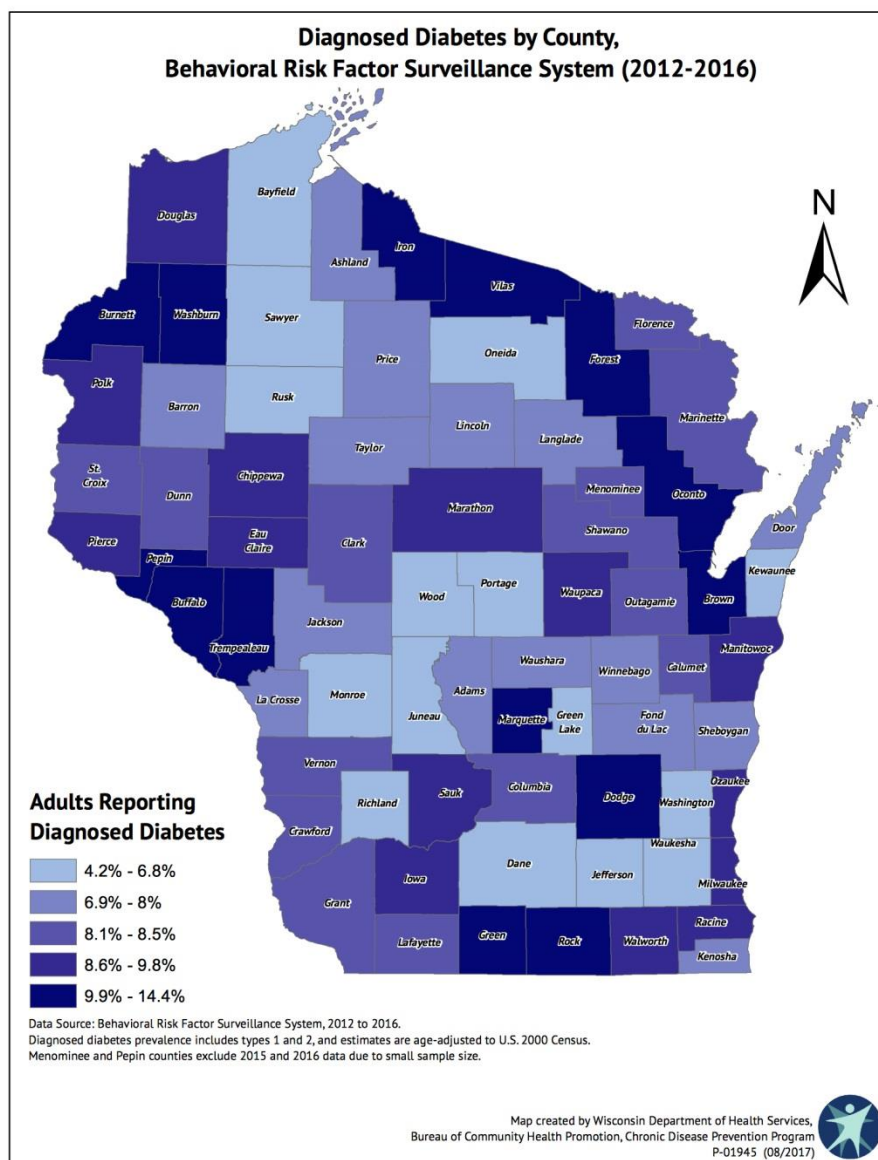 Diagnosed Diabetes by County,
Behavioral Risk Factor Surveillance System (2012-2016)
N
Bayfield
Douglas
Iron
Ashland
Vilas
Burnett
Washburn
Sawyer
Florence
Oneida
Forest
Price
Polk
Rusk
Barron
Marinette
Lincoln
Langlade
Taylor
St.
Croix
Chippewa
Menominee
Dunn
Oconto
Marathon
Door
Shawano
Pierce
Eau
Claire
Clark
Pepin
Kewaunee
Portage
Waupaca
Wood
Brown
Buffalo
Outagamie
Jackson
Trempealeau
Manitowoc
Waushara
Winnebago
Calumet
La Crosse
Adams
Monroe
Juneau
Marquette
Green
Lake
Fond
du Lac
Sheboygan
Vernon
Ozaukee
Columbia
Sauk
Dodge
Richland
Washington
Crawford
Waukesha
Dane
Jefferson
Iowa
Milwaukee
Grant
Racine
Green
Rock
Walworth
Lafayette
Kenosha
Adults Reporting
Diagnosed Diabetes
4.2% - 6.8%
6.9% - 8%
8.1% - 8.5%
8.6% - 9.8%
9.9% - 14.4%
Data Source: Behavioral Risk Factor Surveillance System, 2012 to 2016.
Diagnosed diabetes prevalence includes types 1 and 2, and estimates are age-adjusted to U.S. 2000 Census.
Menominee and Pepin counties exclude 2015 and 2016 data due to small sample size.
Map created by Wisconsin Department of Health Services,
Bureau of Community Health Promotion, Chronic Disease Prevention Program
P-01945 (08/2017)